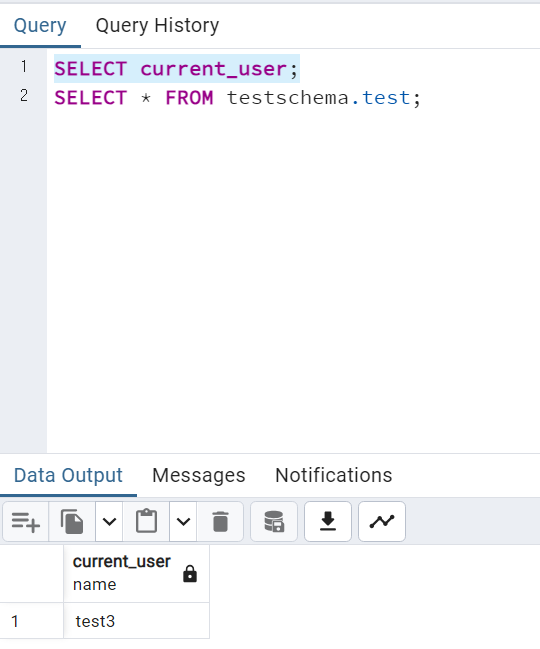 Query Query History
1 SELECT current_user;
2 SELECT * FROM testschema.test;
Data Output Messages Notifications
current_user
name
1 test3